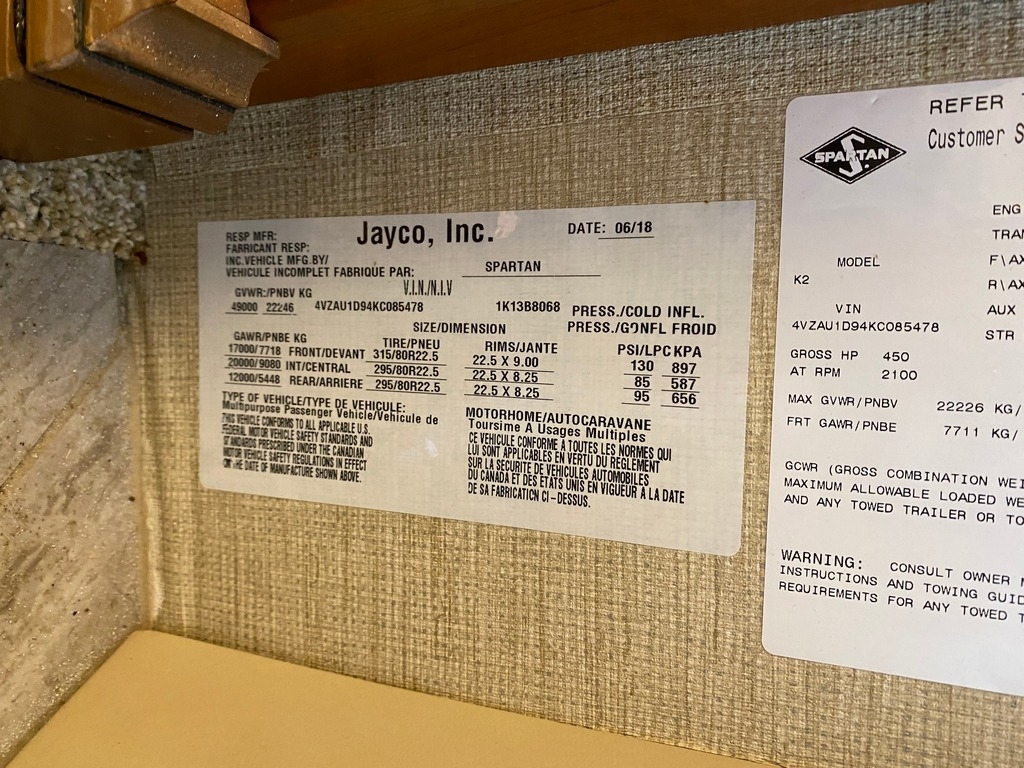 Jayco, Inc.
DATE: 06/18
RESP MFR:
FABRICANT RESP:
INC.VEHICLE MFG.BY/
VEHICULE INCOMPLET FABRIQUE PAR:
SPARTAN
GVWR:/PNBV KG
V.I.N./N.I.V
49000 22246
4VZAU1D94KC085478
1K13B8068
PRESS./COLD INFL.
SIZE/DIMENSION
PRESS./GONFL FROID
GAWR/PNBE KG
TIRE/PNEU
RIMS/JANTE
PSI/LPC KPA
17000/7718 FRONT/DEVANT 315/80R22.5 22.5 X 9.00 130 897
20000/9080 INT/CENTRAL 295/80R22.5 22.5 X 8.25 85 587
12000/5448 REAR/ARRIERE 295/80R22.5 22.5 X 8.25 95 656
TYPE OF VEHICLE/TYPE DE VEHICULE:
Multipurpose Passenger Vehicle/Vehicule de
MOTORHOME/AUTOCARAVANE
Toursime A Usages Multiples
THIS VEHICLE CONFORMS TO ALL APPLICABLE U.S.
FEDERAL MOTOR VEHICLE SAFETY STANDARDS AND
STANDARDS PRESCRIBED UNDER THE CANADIAN
MOTOR VEHICLE SAFETY REGULATIONS IN EFFECT
ON THE DATE OF MANUFACTURE SHOWN ABOVE.
CE VEHICULE CONFORME A TOUTES LES NORMES QUI
LUI SONT APPLICABLES EN VERTU DU REGLEMENT
SUR LA SECURITE DE VEHICULES AUTOMOBILES
DU CANADA ET DES ETATS UNIS EN VIGUEUR A LA DATE
DE SA FABRICATION CI-DESSUS.
REFER
SPARTAN
Customer S
ENG
TRAN
MODEL
F\AX
K2
R\AX
VIN
AUX
4VZAU1D94KC085478
STR
GROSS HP 450
AT RPM 2100
MAX GVWR/PNBV 22226 KG/
FRT GAWR/PNBE 7711 KG/
GCWR (GROSS COMBINATION WEI
MAXIMUM ALLOWABLE LOADED WE
AND ANY TOWED TRAILER OR TO
WARNING: CONSULT OWNER
INSTRUCTIONS AND TOWING GUID
REQUIREMENTS FOR ANY TOWED T